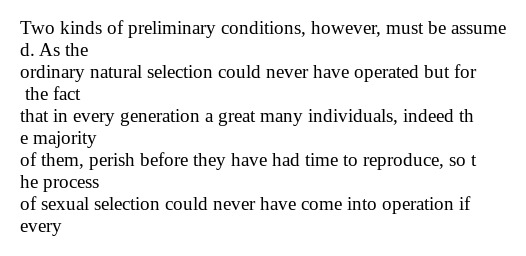 Two kinds of preliminary conditions, however, must be assume
d. As the
ordinary natural selection could never have operated but for
 the fact
that in every generation a great many individuals, indeed th
e majority
of them, perish before they have had time to reproduce, so t
he process
of sexual selection could never have come into operation if
every